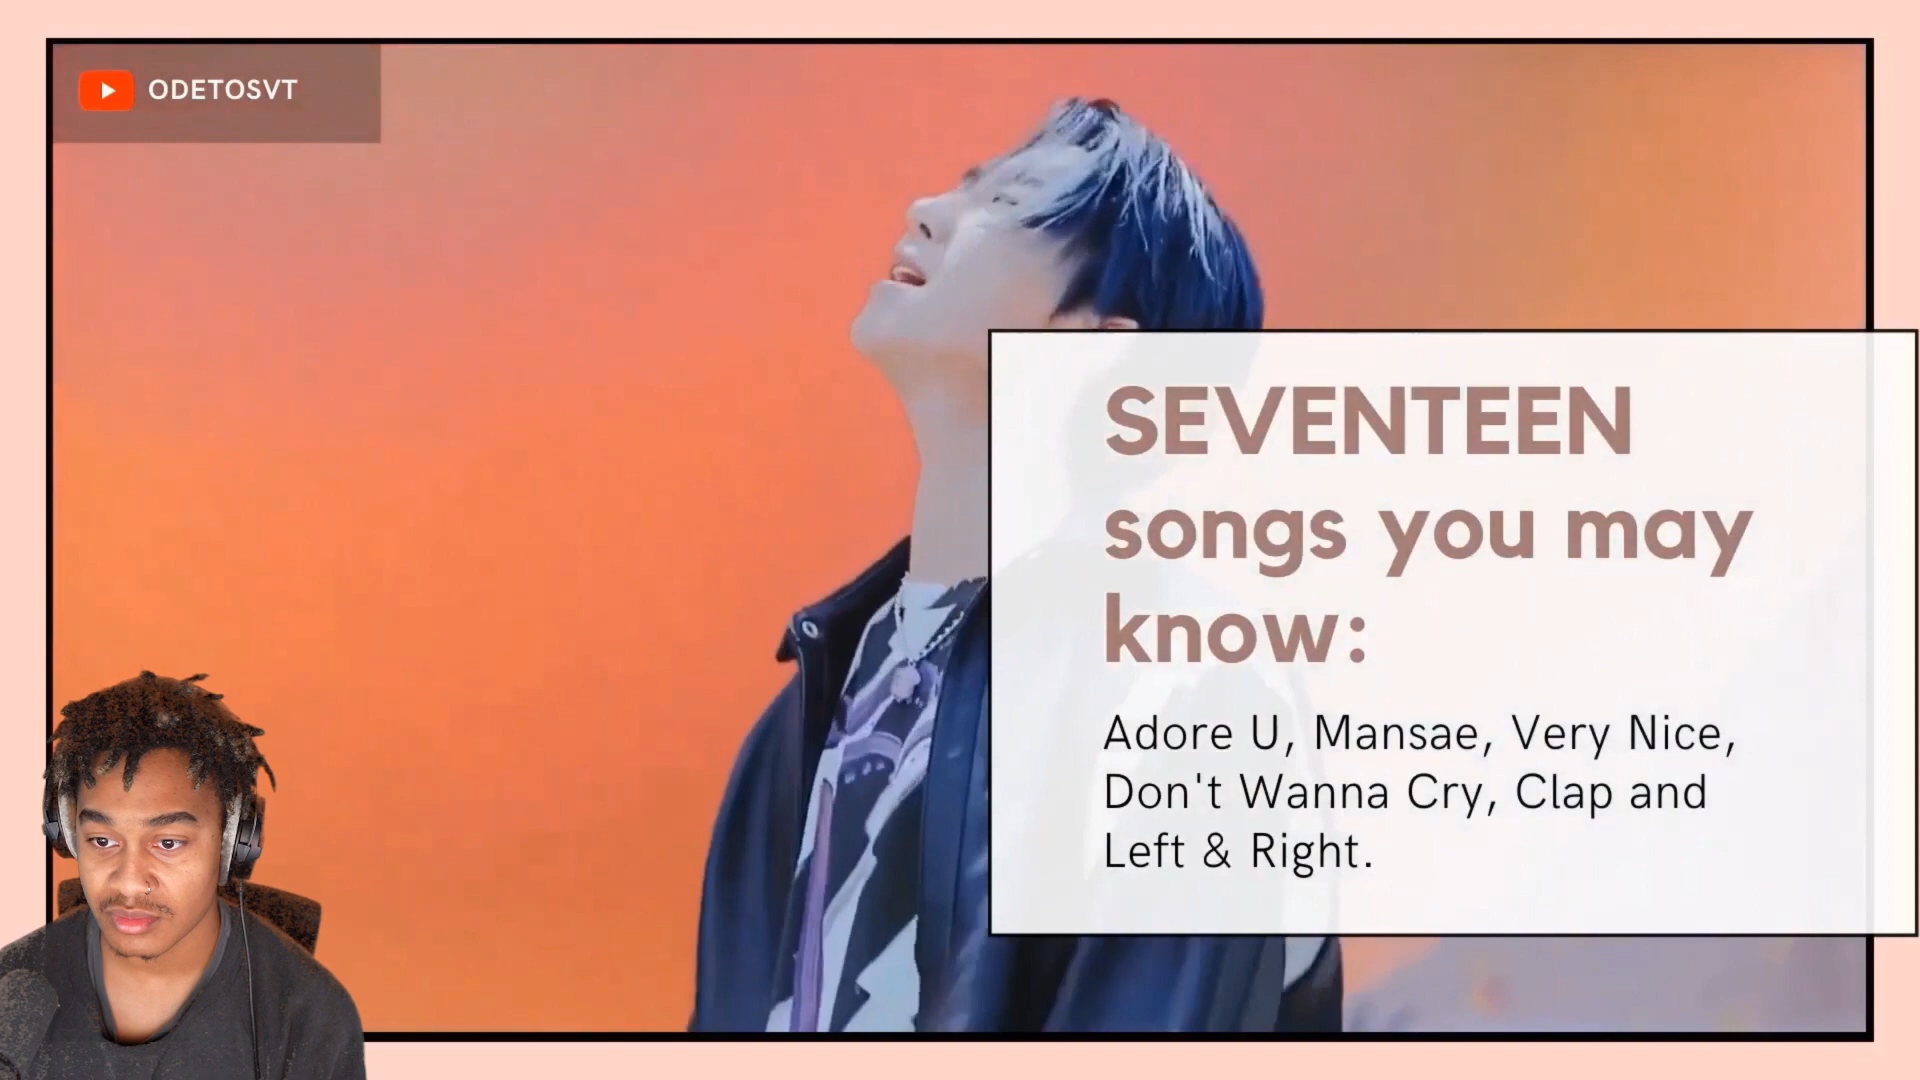 ODETOSVT
SEVENTEEN
songs you may
know:
Adore U, Mansae, Very Nice,
Don't Wanna Cry, Clap and
Left & Right.